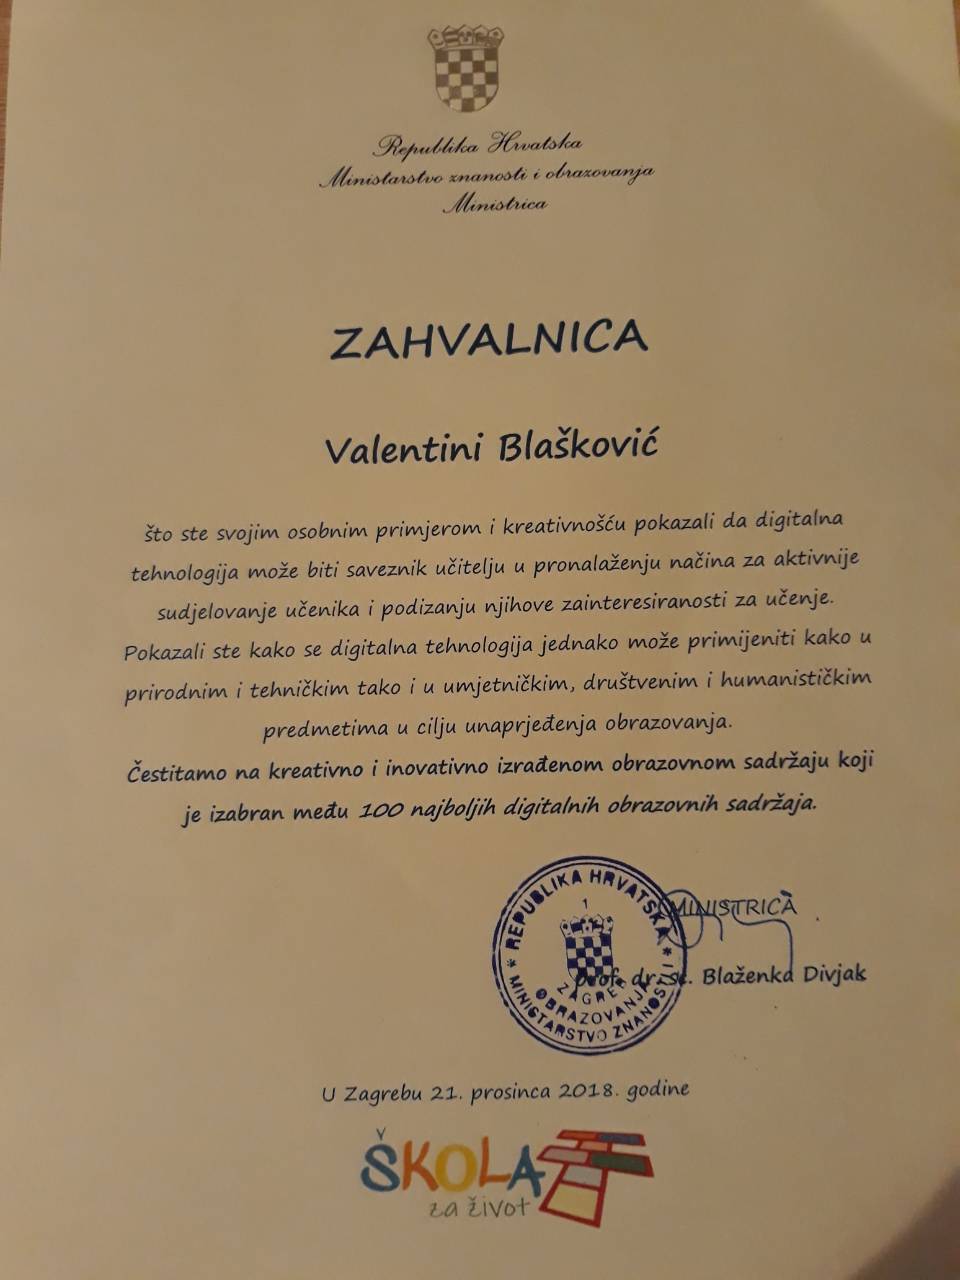 Republika Hrvatska
Ministarstvo znanosti i obrazovanja
Ministrica
ZAHVALNICA
Valentini Blašković
što ste svojim osobnim primjerom i kreativnošću pokazali da digitalna
tehnologija može biti saveznik učitelju u pronalaženju načina za aktivnije
sudjelovanje učenika i podizanju njihove zainteresiranosti za učenje.
Pokazali ste kako se digitalna tehnologija jednako može primijeniti kako u
prirodnim i tehničkim tako i u umjetničkim, društvenim i humanističkim
predmetima u cilju unaprjeđenja obrazovanja.
Čestitamo na kreativno i inovativno izrađenom obrazovnom sadržaju koji
je izabran među 100 najboljih digitalnih obrazovnih sadržaja.
MINISTRICA
prof. dr. sc. Blaženka Divjak
* REPUBLIKA HRVATSKA *
MINISTARSTVO ZNANOSTI I
OBRAZOVANJA
1
ZAGREB
U Zagrebu 21. prosinca 2018. godine
ŠKOLA
za život